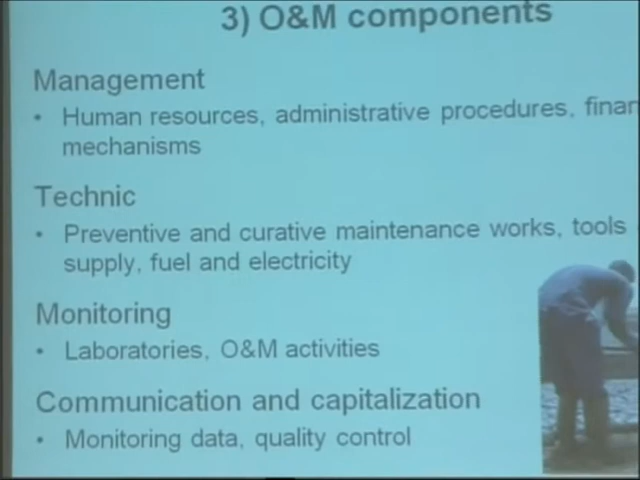 3) O&M components
Management
• Human resources, administrative procedures, finan
mechanisms
Technic
• Preventive and curative maintenance works, tools
supply, fuel and electricity
Monitoring
• Laboratories, O&M activities
Communication and capitalization
• Monitoring data, quality control